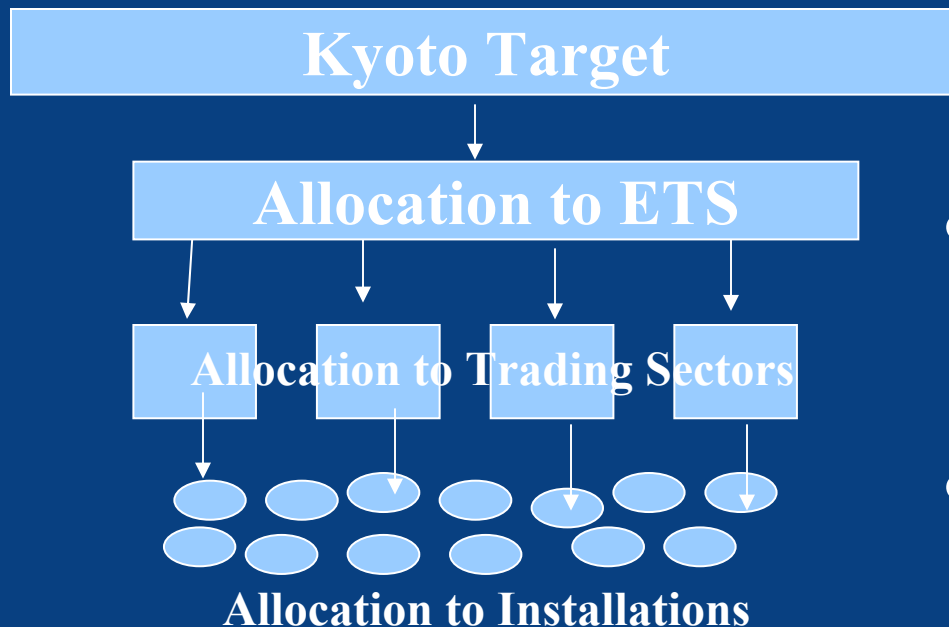 Kyoto Target
Allocation to ETS
Allocation to Trading Sectors
Allocation to Installations